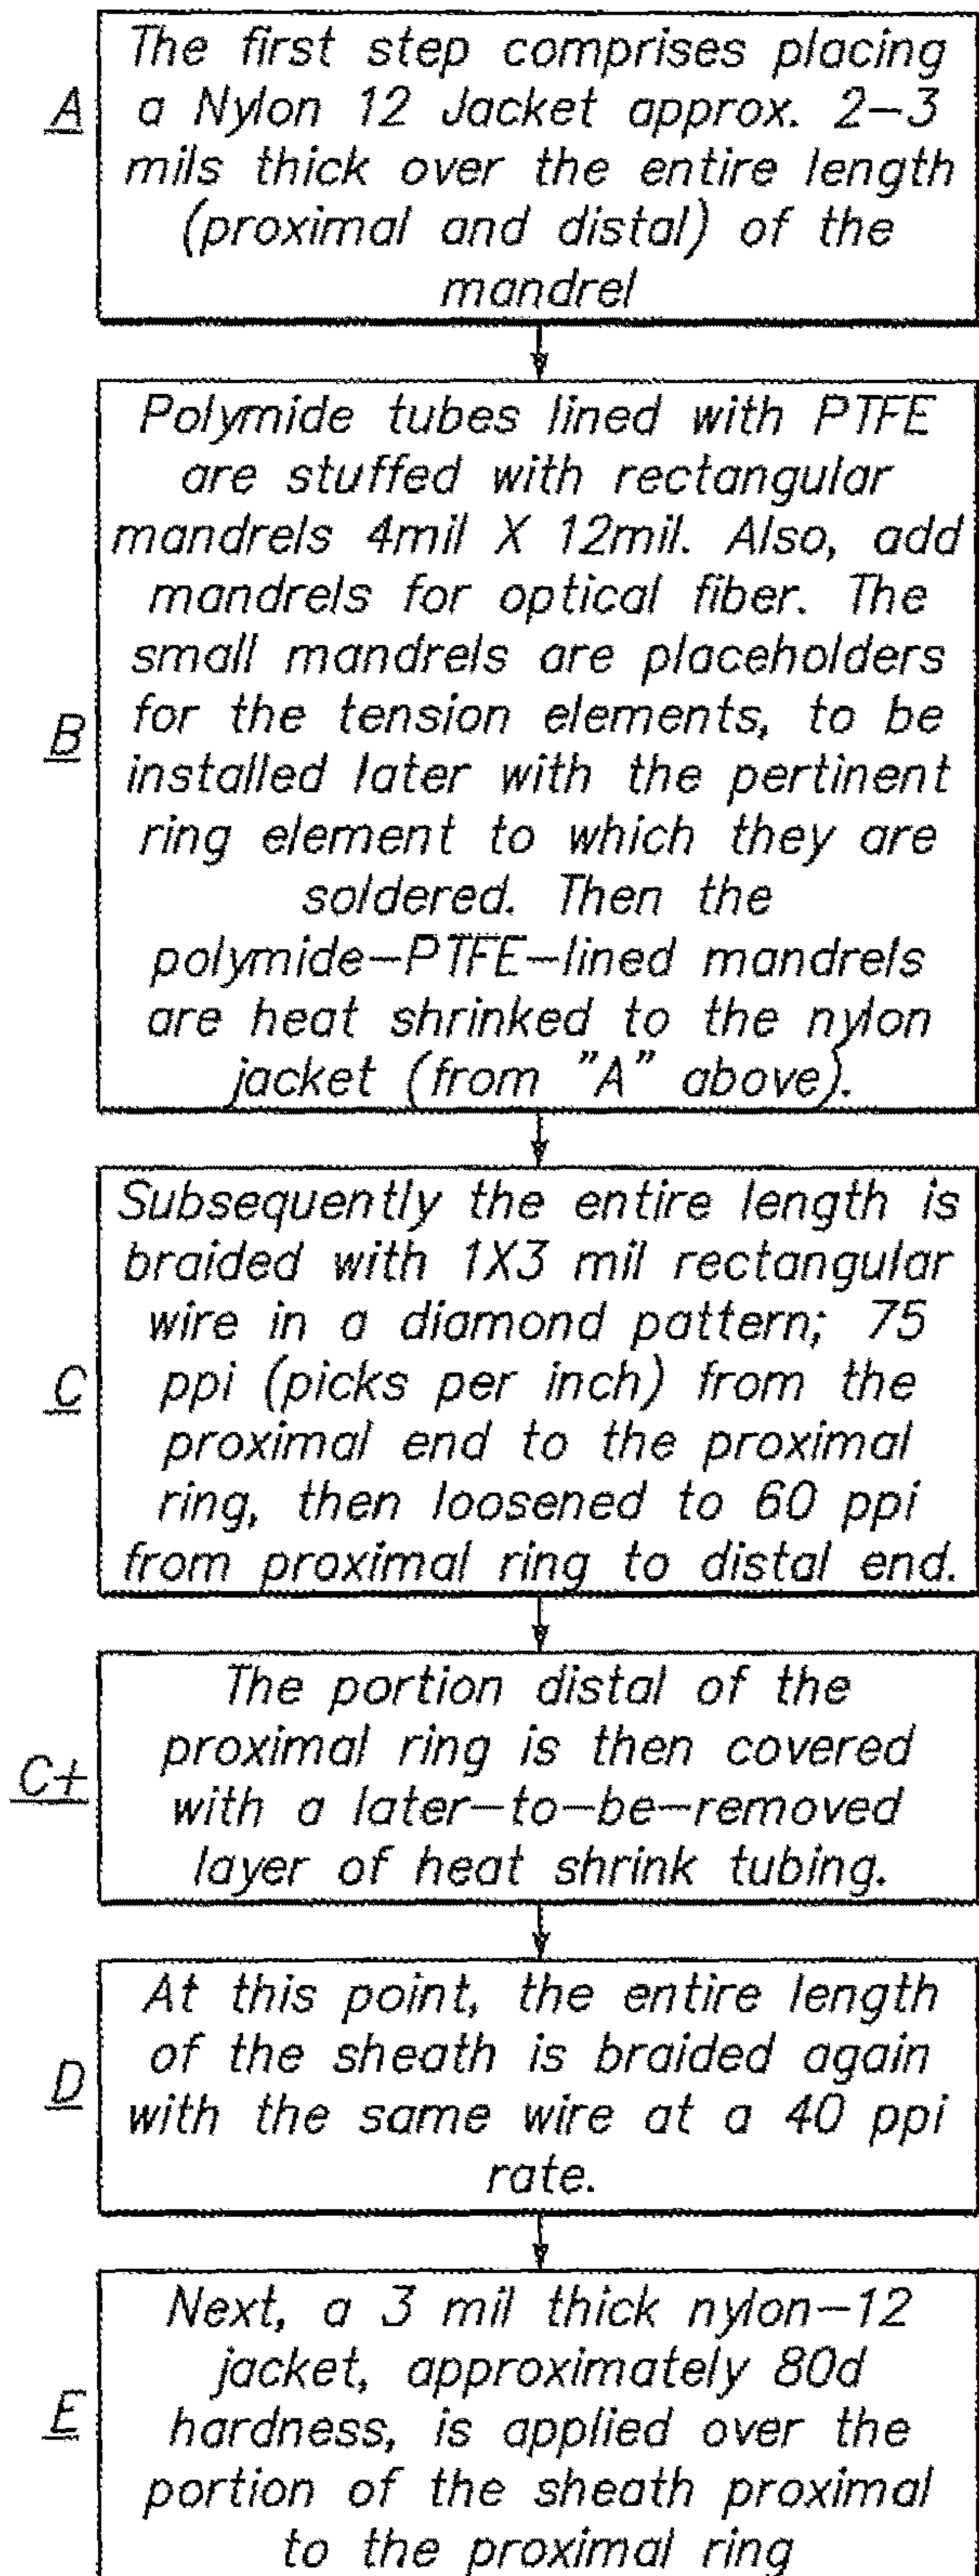 The first step comprises placing
A
a Nylon 12 Jacket approx. 2-3
mils thick over the entire length
(proximal and distal) of the
mandrel
Polymide tubes lined with PTFE
are stuffed with rectangular
mandrels 4mil X 12mil. Also, add
mandrels for optical fiber. The
small mandrels are placeholders
for the tension elements, to be
B
installed later with the pertinent
ring element to which they are
soldered. Then the
polymide-PTFE-lined mandrels
are heat shrinked to the nylon
jacket (from "A" above).
Subsequently the entire length is
braided with 1X3 mil rectangular
wire in a diamond pattern; 75
C
ppi (picks per inch) from the
proximal end to the proximal
ring, then loosened to 60 ppi
from proximal ring to distal end.
The portion distal of the
proximal ring is then covered
C+
with a later-to-be-removed
layer of heat shrink tubing.
At this point, the entire length
of the sheath is braided again
D
with the same wire at a 40 ppi
rate.
Next, a 3 mil thick nylon-12
jacket, approximately 80d
E
hardness, is applied over the
portion of the sheath proximal
to the proximal ring